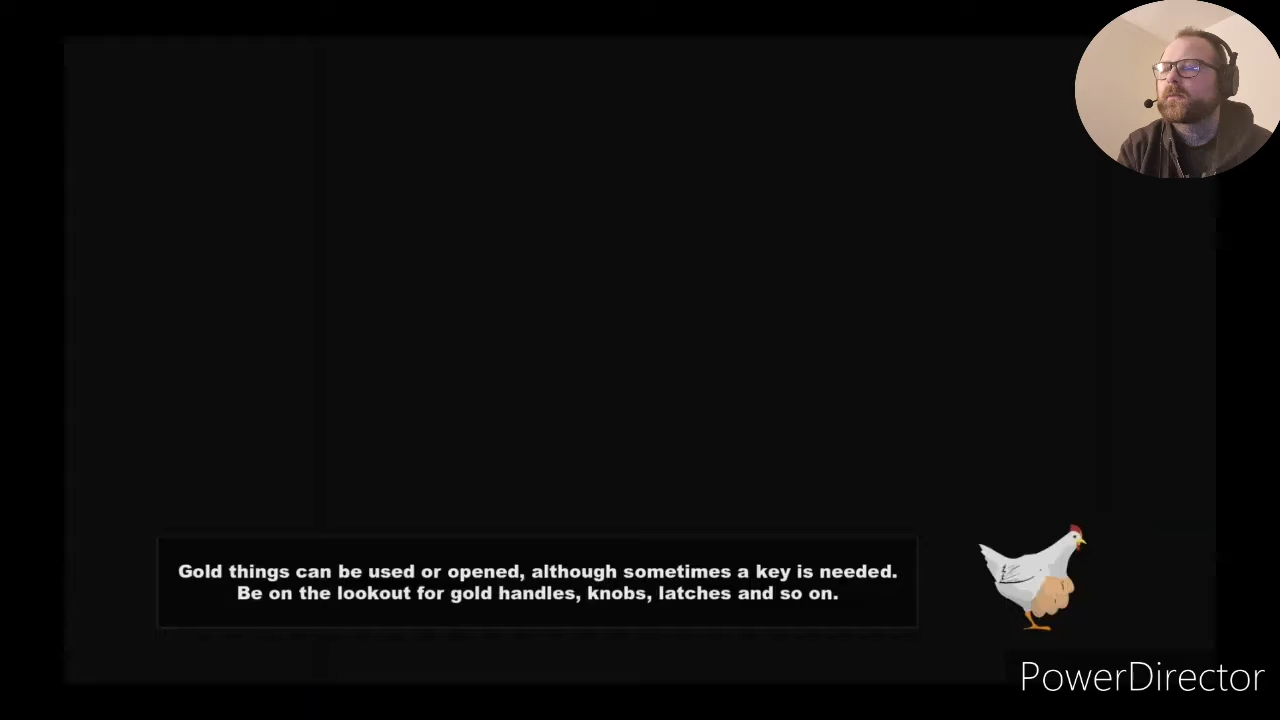 Gold things can be used or opened, although sometimes a key is needed.
Be on the lookout for gold handles, knobs, latches and so on.
PowerDirector